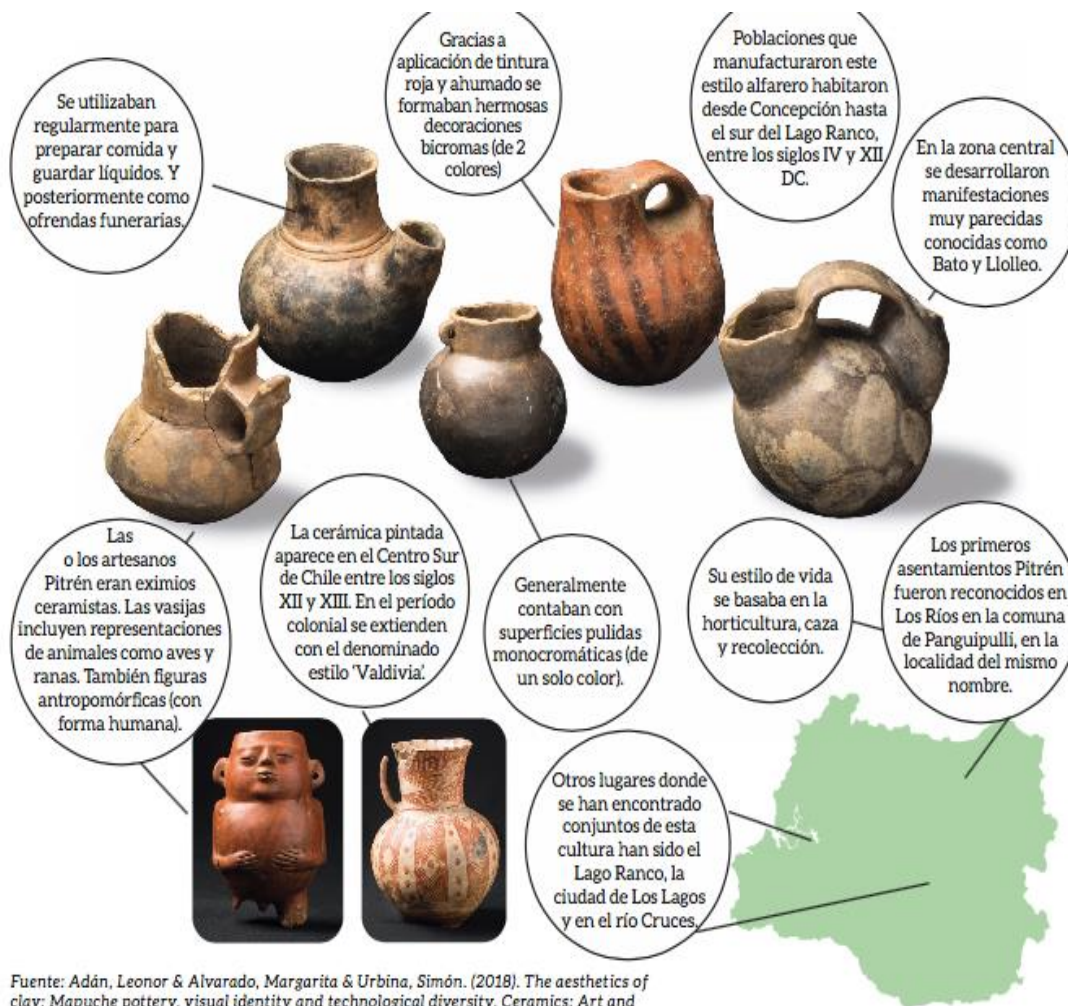 Se utilizaban
regularmente para
preparar comida y
guardar líquidos. Y
posteriormente como
ofrendas funerarias.
Gracias a
aplicación de tintura
roja y ahumado se
formaban hermosas
decoraciones
bicromas (de 2
colores)
Poblaciones que
manufacturaron este
estilo alfarero habitaron
desde Concepción hasta
el sur del Lago Ranco,
entre los siglos IV y XII
DC.
En la zona central
se desarrollaron
manifestaciones
muy parecidas
conocidas como
Bato y Llolleo.
Las
o los artesanos
Pitrén eran eximios
ceramistas. Las vasijas
incluyen representaciones
de animales como aves y
ranas. También figuras
antropomórficas (con
forma humana).
La cerámica pintada
aparece en el Centro Sur
de Chile entre los siglos
XII y XIII. En el período
colonial se extienden
con el denominado
estilo 'Valdivia'.
Generalmente
contaban con
superficies pulidas
monocromáticas (de
un solo color).
Su estilo de vida
se basaba en la
horticultura, caza
y recolección.
Los primeros
asentamientos Pitrén
fueron reconocidos en
Los Ríos en la comuna
de Panguipulli, en la
localidad del mismo
nombre.
Otros lugares donde
se han encontrado
conjuntos de esta
cultura han sido el
Lago Ranco, la
ciudad de Los Lagos
y en el río Cruces.
Fuente: Adán, Leonor & Alvarado, Margarita & Urbina, Simón. (2018). The aesthetics of
clay: Mapuche pottery, visual identity and technological diversity. Ceramics: Art and